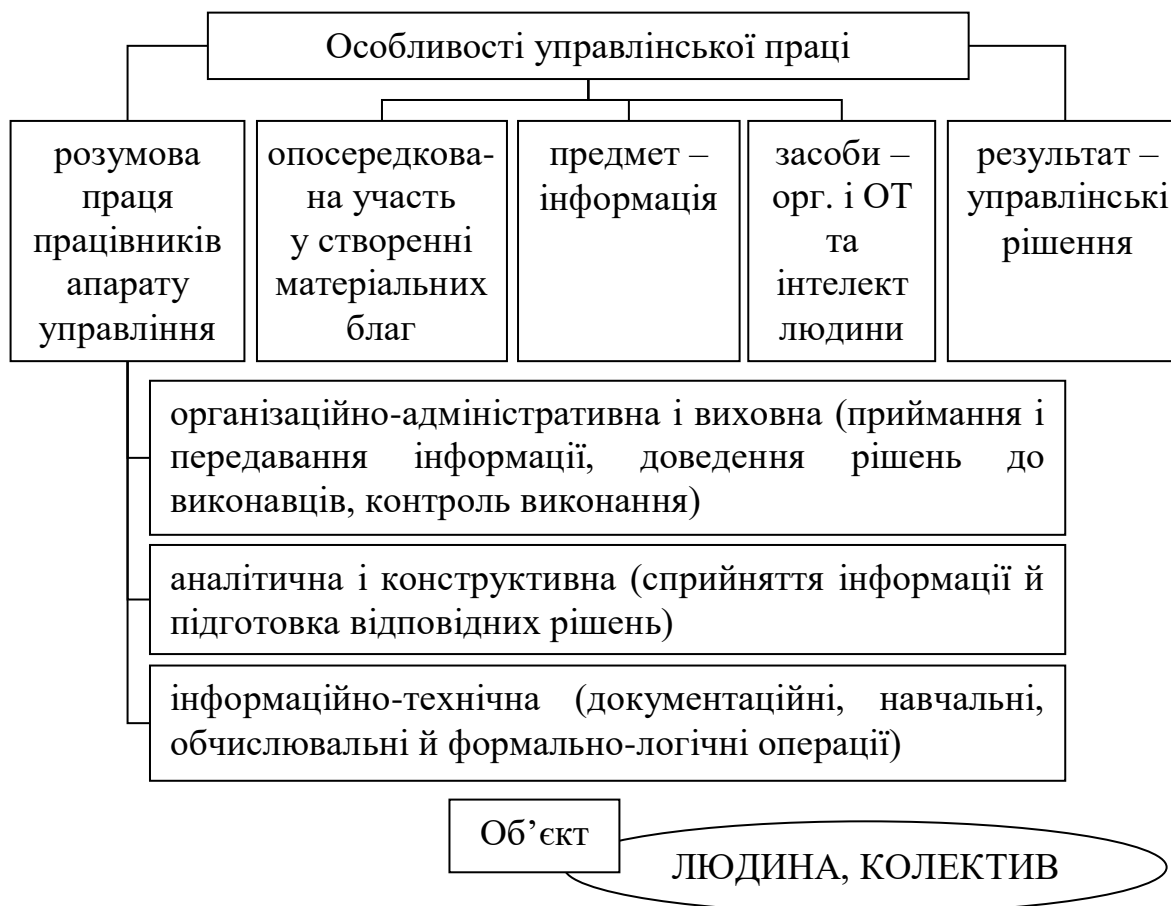 Особливості управлінської праці
розумова
праця
працівників
апарату
управління
опосередкова-
на участь
у створенні
матеріальних
благ
предмет –
інформація
засоби –
орг. і ОТ
та
інтелект
людини
результат –
управлінські
рішення
організаційно-адміністративна і виховна (приймання і
передавання інформації, доведення рішень до
виконавців, контроль виконання)
аналітична і конструктивна (сприйняття інформації й
підготовка відповідних рішень)
інформаційно-технічна (документаційні, навчальні,
обчислювальні й формально-логічні операції)
Об’єкт
ЛЮДИНА, КОЛЕКТИВ